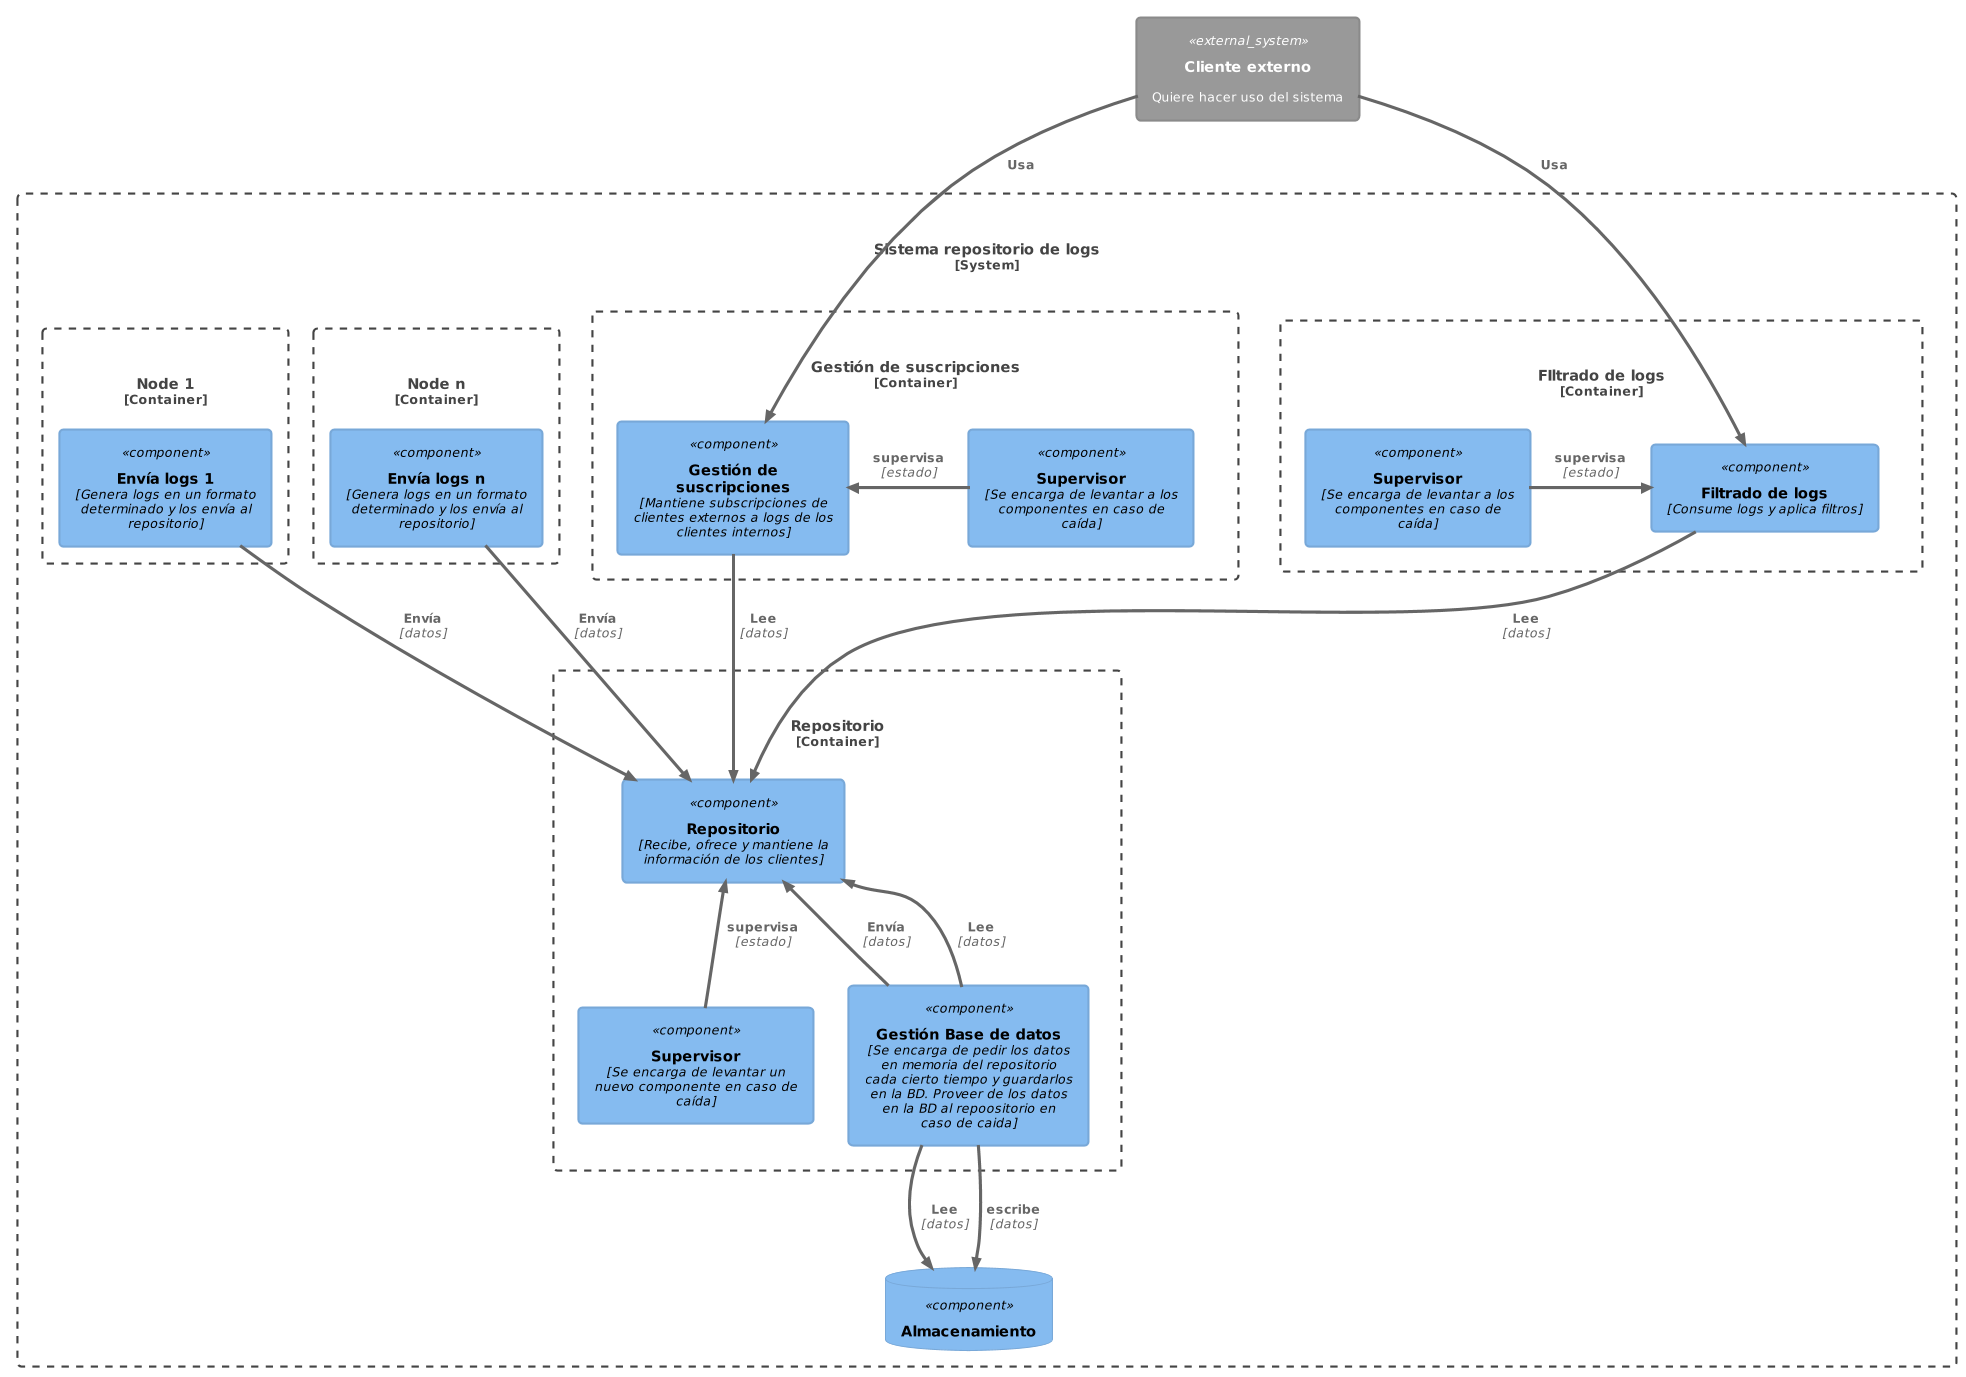 «external_system»
Cliente externo
Quiere hacer uso del sistema
Usa
Usa
Sistema repositorio de logs
[System]
Node 1
[Container]
«component»
Envía logs 1
[Genera logs en un formato
determinado y los envía al
repositorio]
Node n
[Container]
«component»
Envía logs n
[Genera logs en un formato
determinado y los envía al
repositorio]
Gestión de suscripciones
[Container]
«component»
Gestión de
suscripciones
[Mantiene subscripciones de
clientes externos a logs de los
clientes internos]
supervisa
[estado]
«component»
Supervisor
[Se encarga de levantar a los
componentes en caso de
caída]
FIltrado de logs
[Container]
«component»
Supervisor
[Se encarga de levantar a los
componentes en caso de
caída]
supervisa
[estado]
«component»
Filtrado de logs
[Consume logs y aplica filtros]
Envía
[datos]
Envía
[datos]
Lee
[datos]
Lee
[datos]
Repositorio
[Container]
«component»
Repositorio
[Recibe, ofrece y mantiene la
información de los clientes]
supervisa
[estado]
Envía
[datos]
Lee
[datos]
«component»
Supervisor
[Se encarga de levantar un
nuevo componente en caso de
caída]
«component»
Gestión Base de datos
[Se encarga de pedir los datos
en memoria del repositorio
cada cierto tiempo y guardarlos
en la BD. Proveer de los datos
en la BD al repoositorio en
caso de caida]
Lee
[datos]
escribe
[datos]
«component»
Almacenamiento